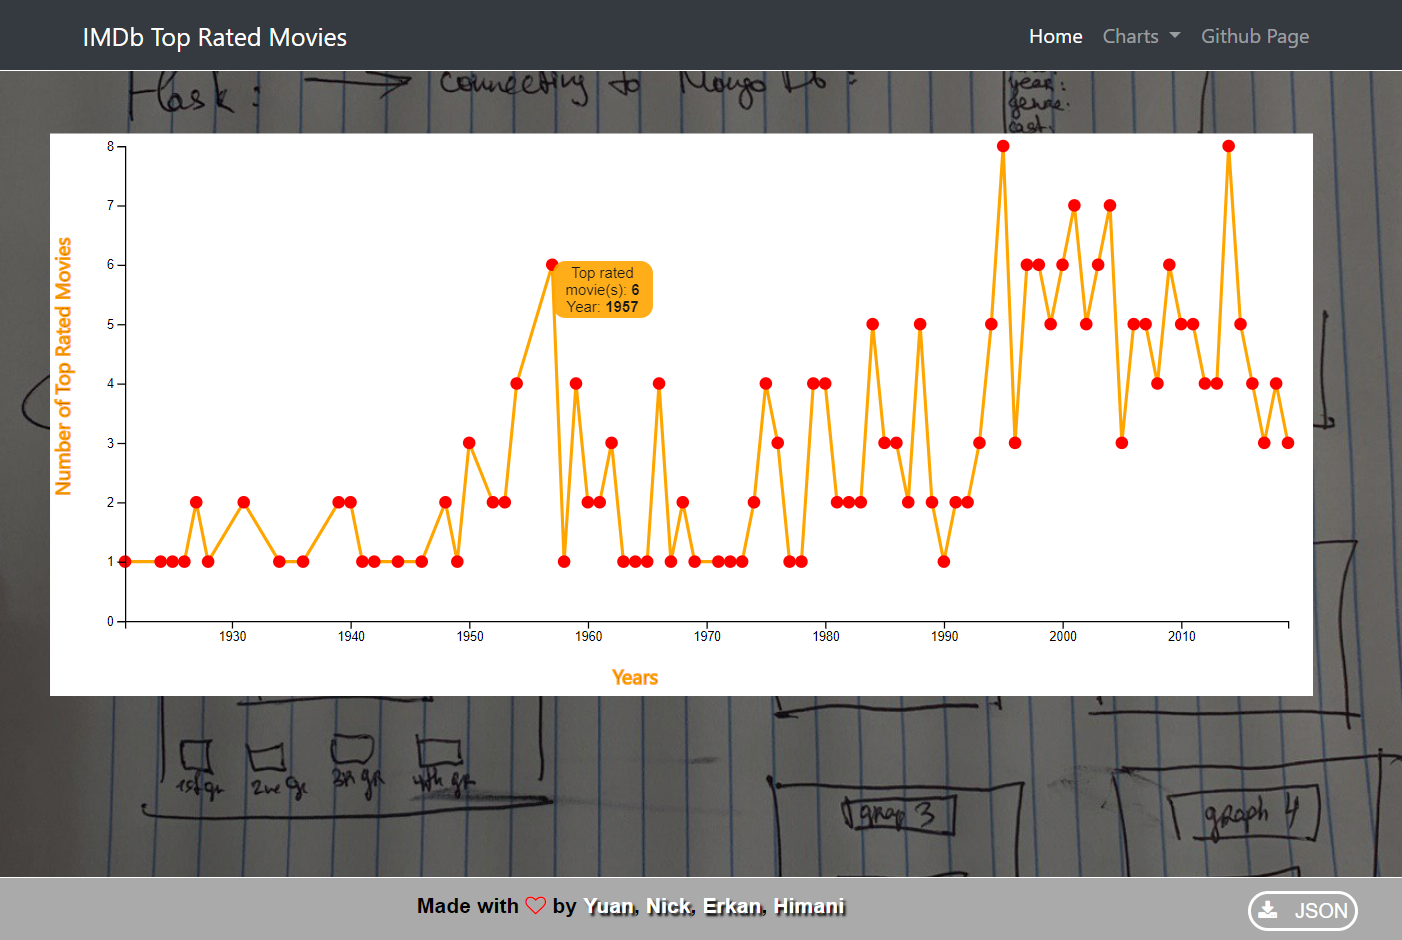 IMDb Top Rated Movies
Home Charts Github Page
Flask: → connecting to Mongo Db:
year:
genre:
cast:
8
7
6
5
4
3
2
1
0
Number of Top Rated Movies
Top rated
movie(s): 6
Year: 1957
1930 1940 1950 1960 1970 1980 1990 2000 2010
Years
1st gr 2nd gr 3R gR 4th gr
grap 3
graph 4
Made with ♡ by Yuan, Nick, Erkan, Himani
JSON